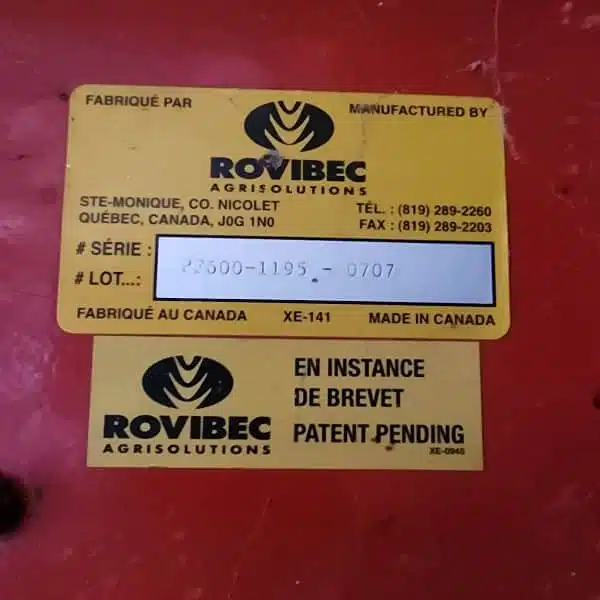 FABRIQUÉ PAR
MANUFACTURED BY
ROVIBEC
AGRISOLUTIONS
STE-MONIQUE, CO. NICOLET
QUÉBEC, CANADA, J0G 1N0
TÉL. : (819) 289-2260
FAX : (819) 289-2203
# SÉRIE :
# LOT...:
1195 - 0707
FABRIQUÉ AU CANADA XE-141 MADE IN CANADA
ROVIBEC
AGRISOLUTIONS
EN INSTANCE
DE BREVET
PATENT PENDING